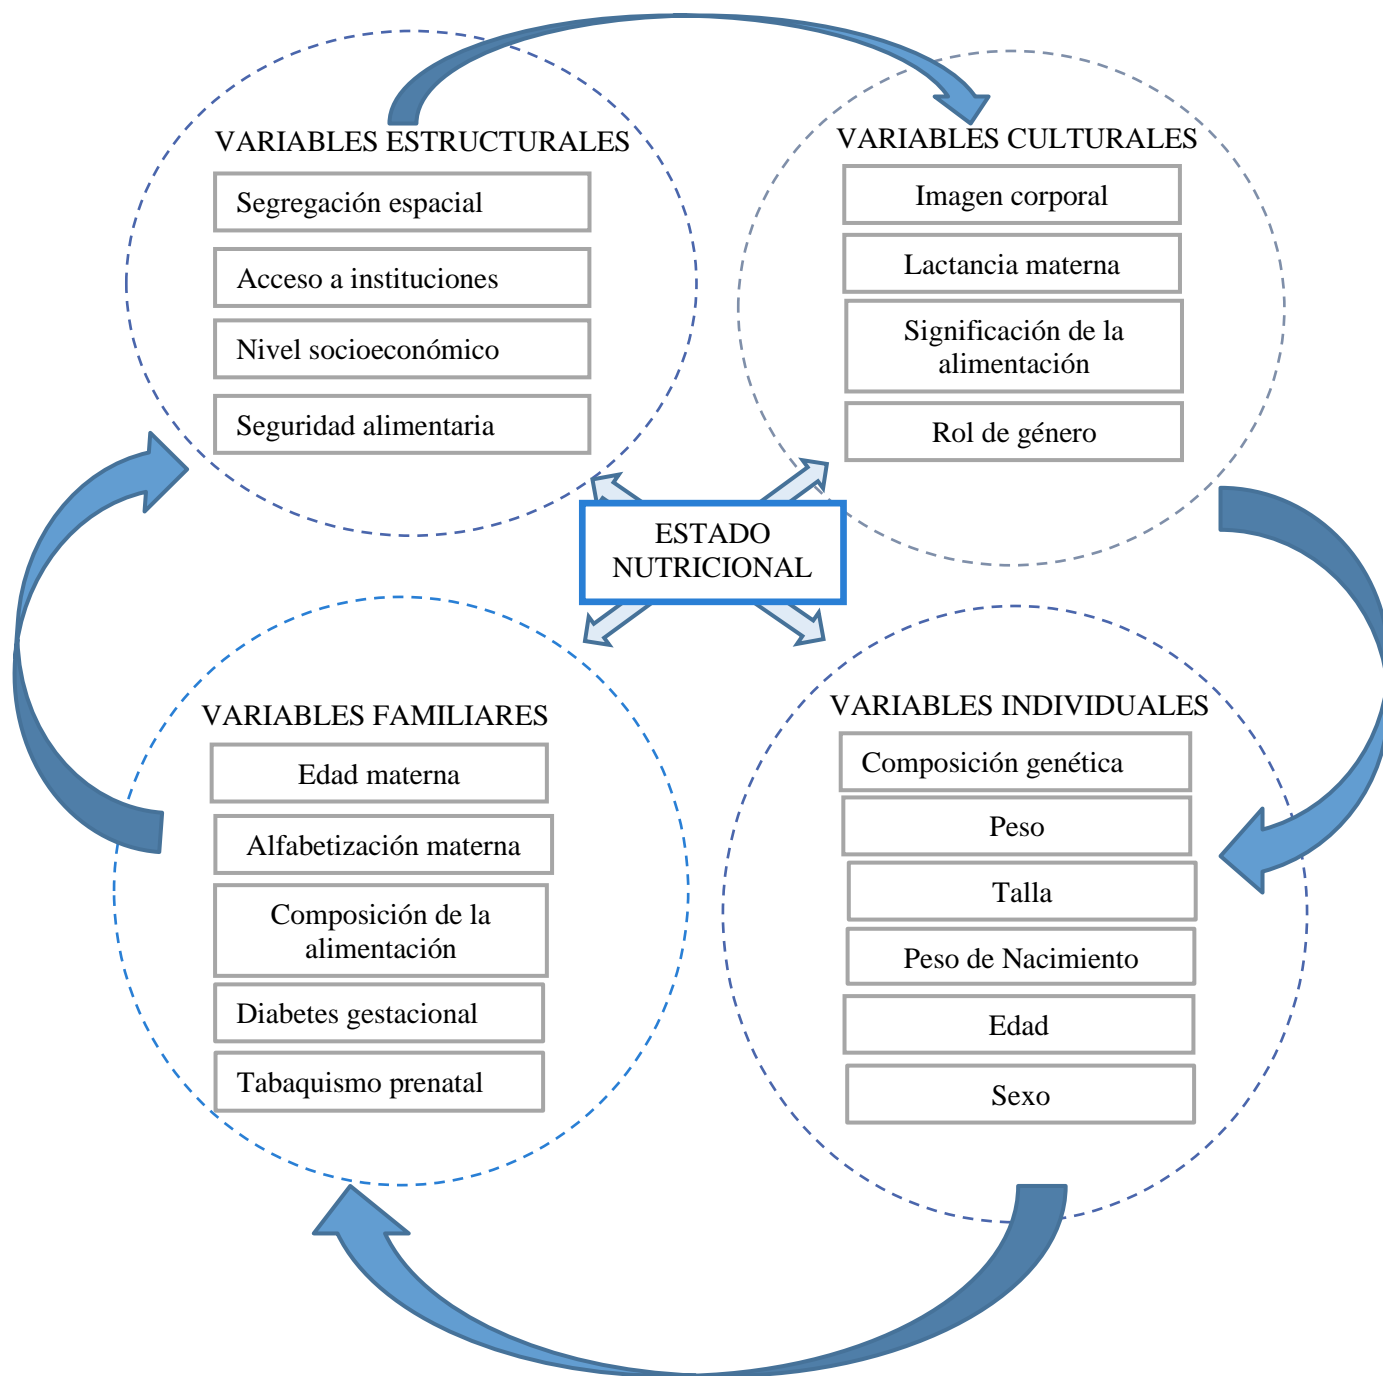 VARIABLES ESTRUCTURALES
Segregación espacial
Acceso a instituciones
Nivel socioeconómico
Seguridad alimentaria
VARIABLES CULTURALES
Imagen corporal
Lactancia materna
Significación de la
alimentación
Rol de género
ESTADO
NUTRICIONAL
VARIABLES FAMILIARES
Edad materna
Alfabetización materna
Composición de la
alimentación
Diabetes gestacional
Tabaquismo prenatal
VARIABLES INDIVIDUALES
Composición genética
Peso
Talla
Peso de Nacimiento
Edad
Sexo